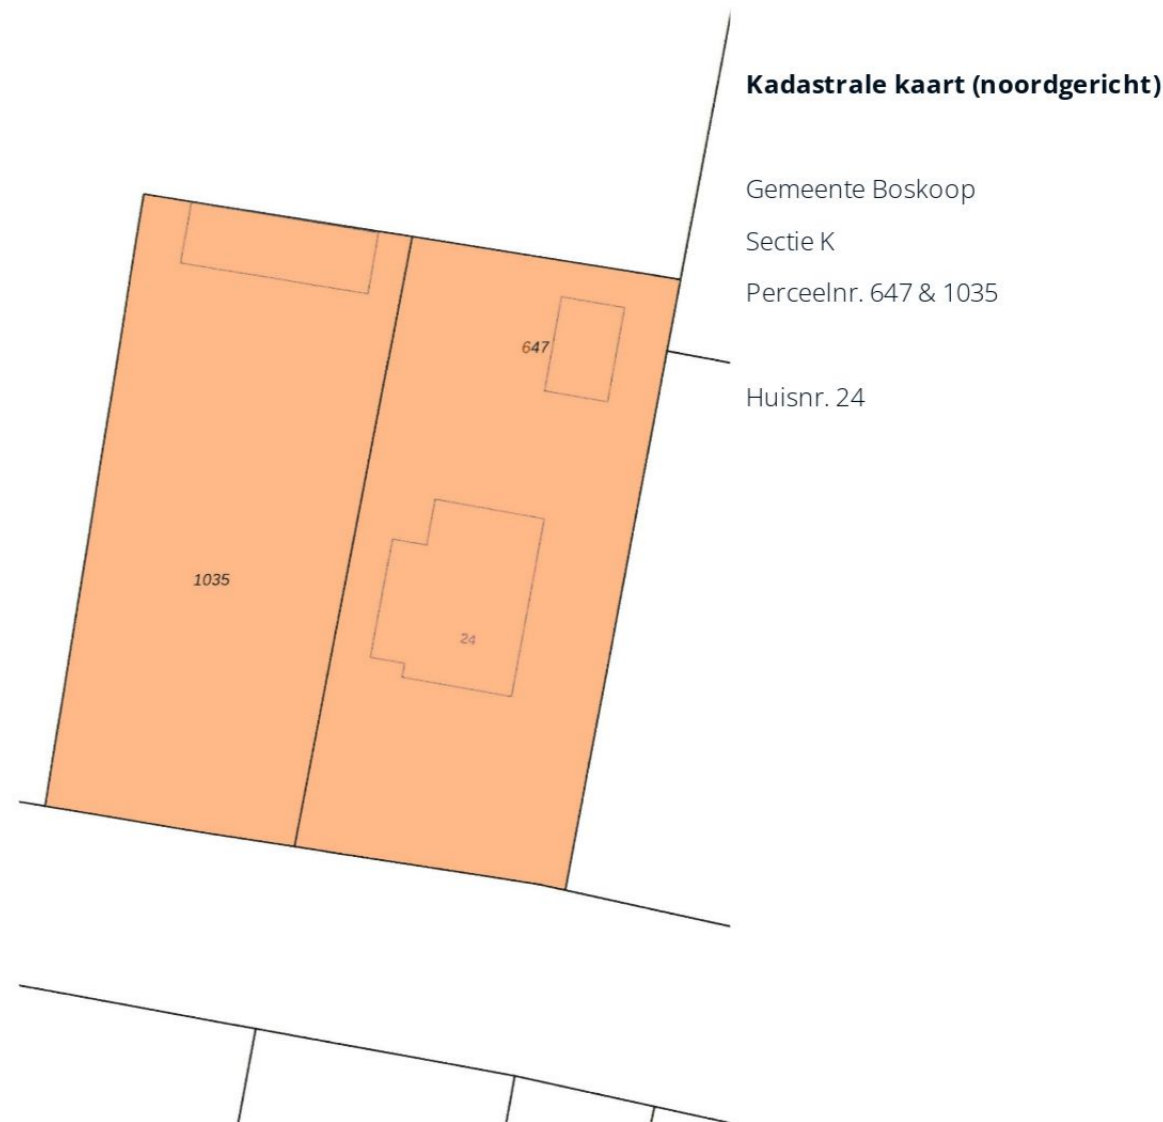 Kadastrale kaart (noordgericht)
Gemeente Boskoop
Sectie K
Perceelnr. 647 & 1035
Huisnr. 24
647
1035
24